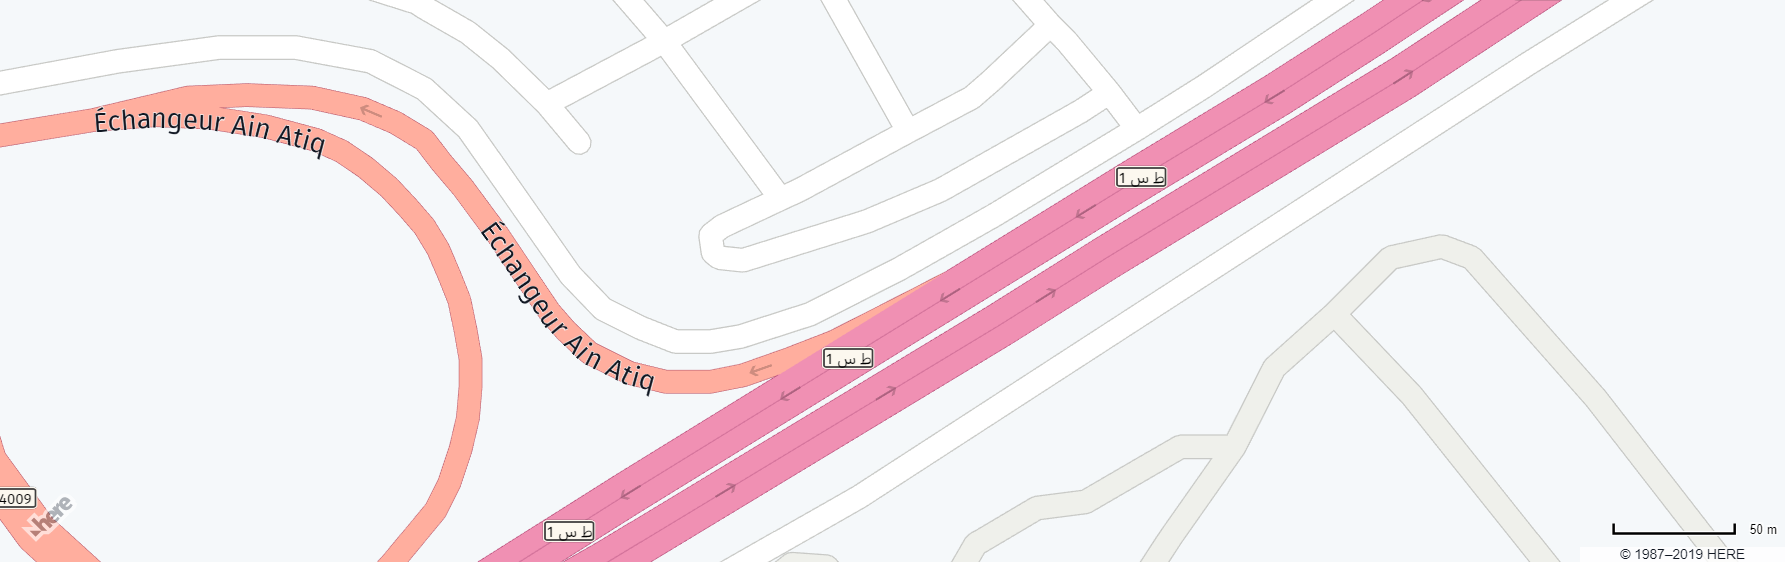 Échangeur Ain Atiq
ط س 1
Échangeur Ain Atiq
ط س 1
4009
here
ط س 1
50 m
© 1987–2019 HERE